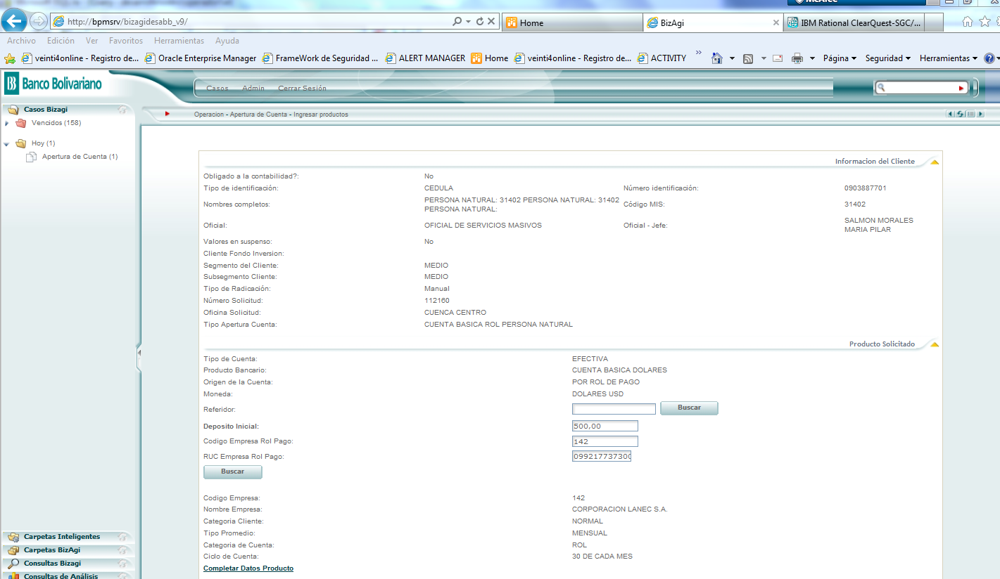 McAfee
http://bpmsrv/bizagidesabb_v9/
Home
BizAgi
IBM Rational ClearQuest-SGC/...
Archivo Edición Ver Favoritos Herramientas Ayuda
veinti4online - Registro de...
Oracle Enterprise Manager
FrameWork de Seguridad ...
ALERT MANAGER
Home
veinti4online - Registro de...
ACTIVITY
»
Página
Seguridad
Herramientas
Banco Bolivariano
Casos Admin Cerrar Sesión
Casos Bizagi
Operacion - Apertura de Cuenta - Ingresar productos
Vencidos (158)
Hoy (1)
Apertura de Cuenta (1)
Informacion del Cliente
Obligado a la contabilidad?: No
Tipo de identificación: CEDULA Número identificación: 0903887701
Nombres completos: PERSONA NATURAL: 31402 PERSONA NATURAL: 31402 PERSONA NATURAL: Código MIS: 31402
Oficial: OFICIAL DE SERVICIOS MASIVOS Oficial - Jefe: SALMON MORALES MARIA PILAR
Valores en suspenso: No
Cliente Fondo Inversion:
Segmento del Cliente: MEDIO
Subsegmento Cliente: MEDIO
Tipo de Radicación: Manual
Número Solicitud: 112160
Oficina Solicitud: CUENCA CENTRO
Tipo Apertura Cuenta: CUENTA BASICA ROL PERSONA NATURAL
Producto Solicitado
Tipo de Cuenta: EFECTIVA
Producto Bancario: CUENTA BASICA DOLARES
Origen de la Cuenta: POR ROL DE PAGO
Moneda: DOLARES USD
Referidor: Buscar
Deposito Inicial: 500,00
Codigo Empresa Rol Pago: 142
RUC Empresa Rol Pago: 099217737300
Buscar
Codigo Empresa: 142
Nombre Empresa: CORPORACION LANEC S.A.
Categoria Cliente: NORMAL
Tipo Promedio: MENSUAL
Categoria de Cuenta: ROL
Ciclo de Cuenta: 30 DE CADA MES
Completar Datos Producto
Carpetas Inteligentes
Carpetas BizAgi
Consultas Bizagi
Consultas de Análisis